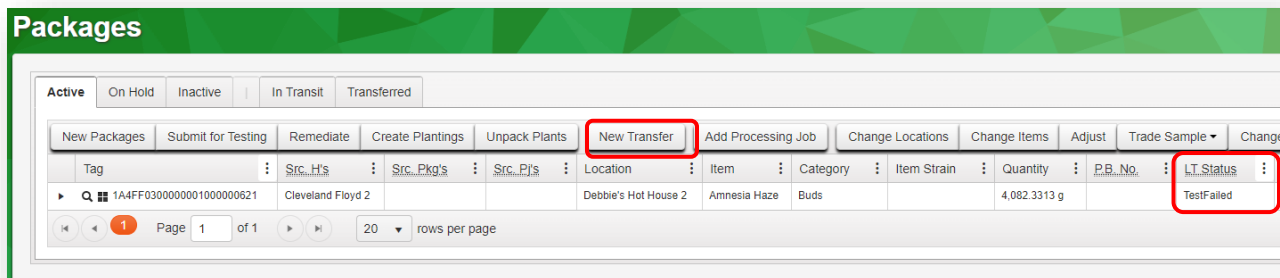 Packages
Active On Hold Inactive | In Transit Transferred
New Packages Submit for Testing Remediate Create Plantings Unpack Plants New Transfer Add Processing Job Change Locations Change Items Adjust Trade Sample Change
Tag Src. H's Src. Pkg's Src. Pj's Location Item Category Item Strain Quantity P.B. No. LT Status
1A4FF0300000001000000621 Cleveland Floyd 2 Debbie's Hot House 2 Amnesia Haze Buds 4,082.3313 g TestFailed
1 Page 1 of 1 20 rows per page